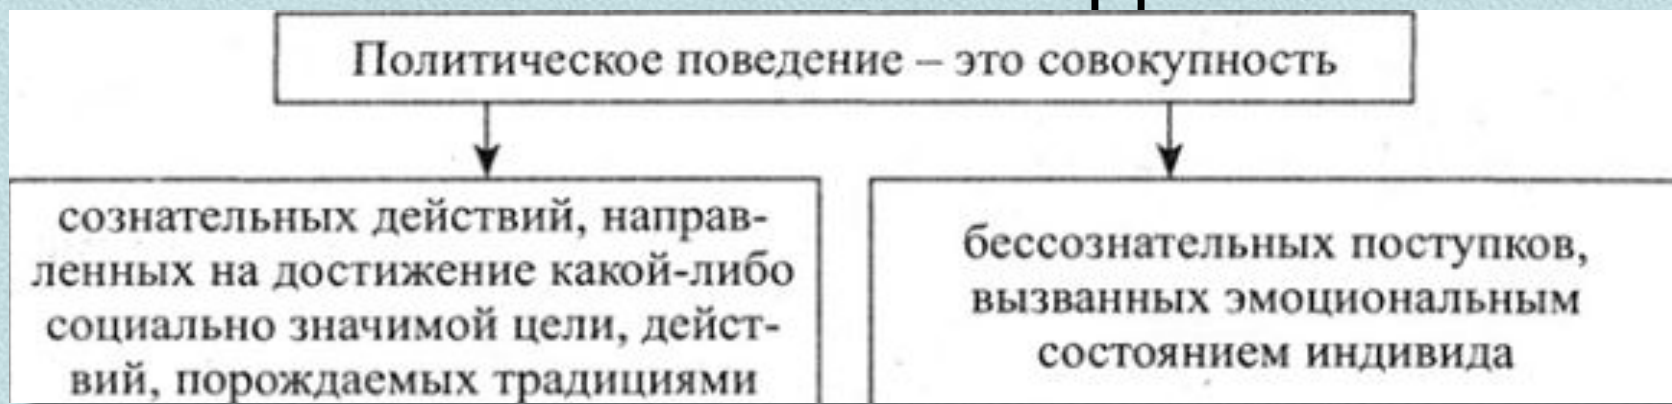 Политическое поведение – это совокупность
сознательных действий, направ-
ленных на достижение какой-либо
социально значимой цели, дейст-
вий, порождаемых традициями
бессознательных поступков,
вызванных эмоциональным
состоянием индивида